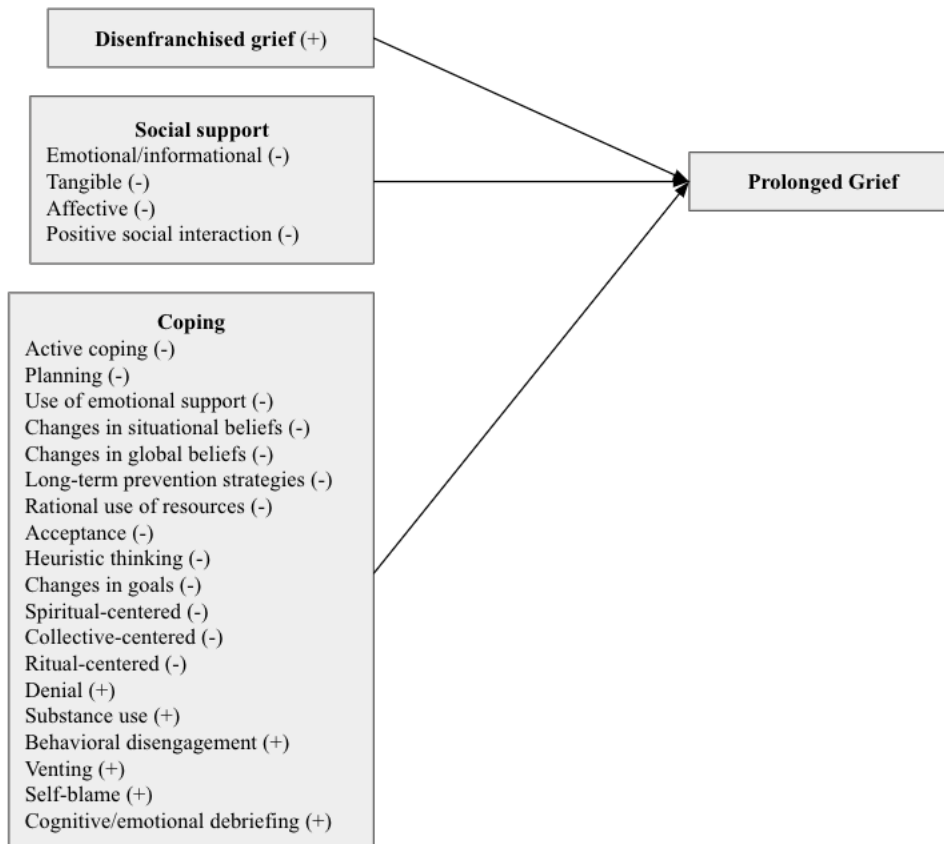 Disenfranchised grief (+)
Social support
Emotional/informational (-)
Tangible (-)
Affective (-)
Positive social interaction (-)
Prolonged Grief
Coping
Active coping (-)
Planning (-)
Use of emotional support (-)
Changes in situational beliefs (-)
Changes in global beliefs (-)
Long-term prevention strategies (-)
Rational use of resources (-)
Acceptance (-)
Heuristic thinking (-)
Changes in goals (-)
Spiritual-centered (-)
Collective-centered (-)
Ritual-centered (-)
Denial (+)
Substance use (+)
Behavioral disengagement (+)
Venting (+)
Self-blame (+)
Cognitive/emotional debriefing (+)